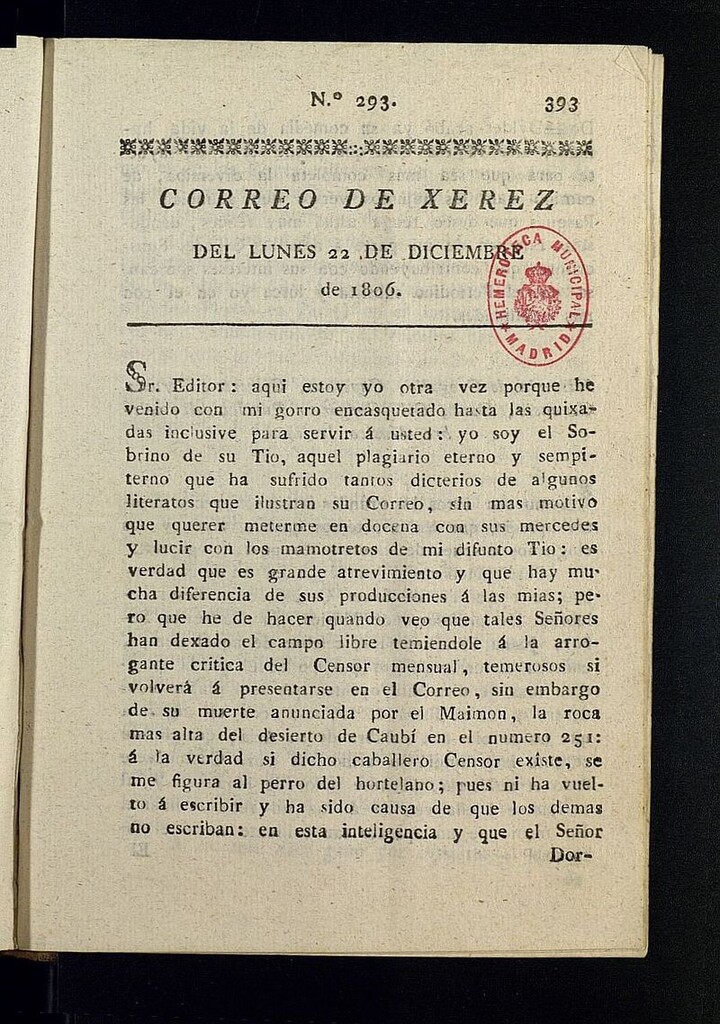 N.º 293. 393
CORREO DE XEREZ
DEL LUNES 22 DE DICIEMBRE
de 1806.
HEMEROTECA MUNICIPAL
★ MADRID ★
Sr. Editor: aqui estoy yo otra vez porque he
venido con mi gorro encasquetado hasta las quixa-
das inclusive para servir á usted: yo soy el So-
brino de su Tio, aquel plagiario eterno y sempi-
terno que ha sufrido tantos dicterios de algunos
literatos que ilustran su Correo, sin mas motivo
que querer meterme en docena con sus mercedes
y lucir con los mamotretos de mi difunto Tio: es
verdad que es grande atrevimiento y que hay mu-
cha diferencia de sus producciones á las mias; pe-
ro que he de hacer quando veo que tales Señores
han dexado el campo libre temiendole á la arro-
gante critica del Censor mensual, temerosos si
volverá á presentarse en el Correo, sin embargo
de su muerte anunciada por el Maimon, la roca
mas alta del desierto de Caubí en el numero 251:
á la verdad si dicho caballero Censor existe, se
me figura al perro del hortelano; pues ni ha vuel-
to á escribir y ha sido causa de que los demas
no escriban: en esta inteligencia y que el Señor
Dor-